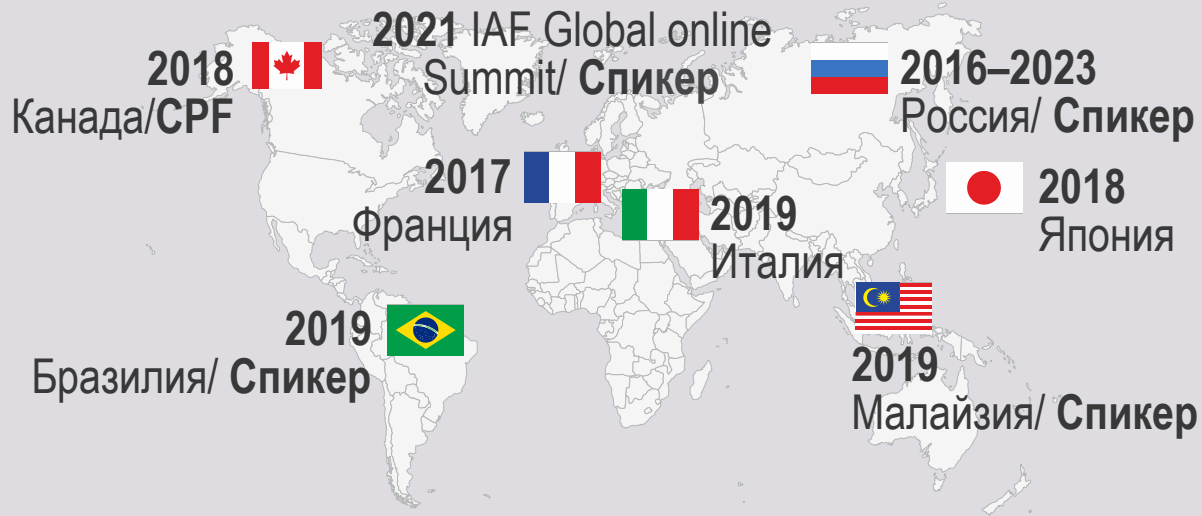 2021 IAF Global online
Summit/ Спикер
2018
Канада/CPF
2016–2023
Россия/ Спикер
2017
Франция
2019
Италия
2018
Япония
2019
Бразилия/ Спикер
2019
Малайзия/ Спикер